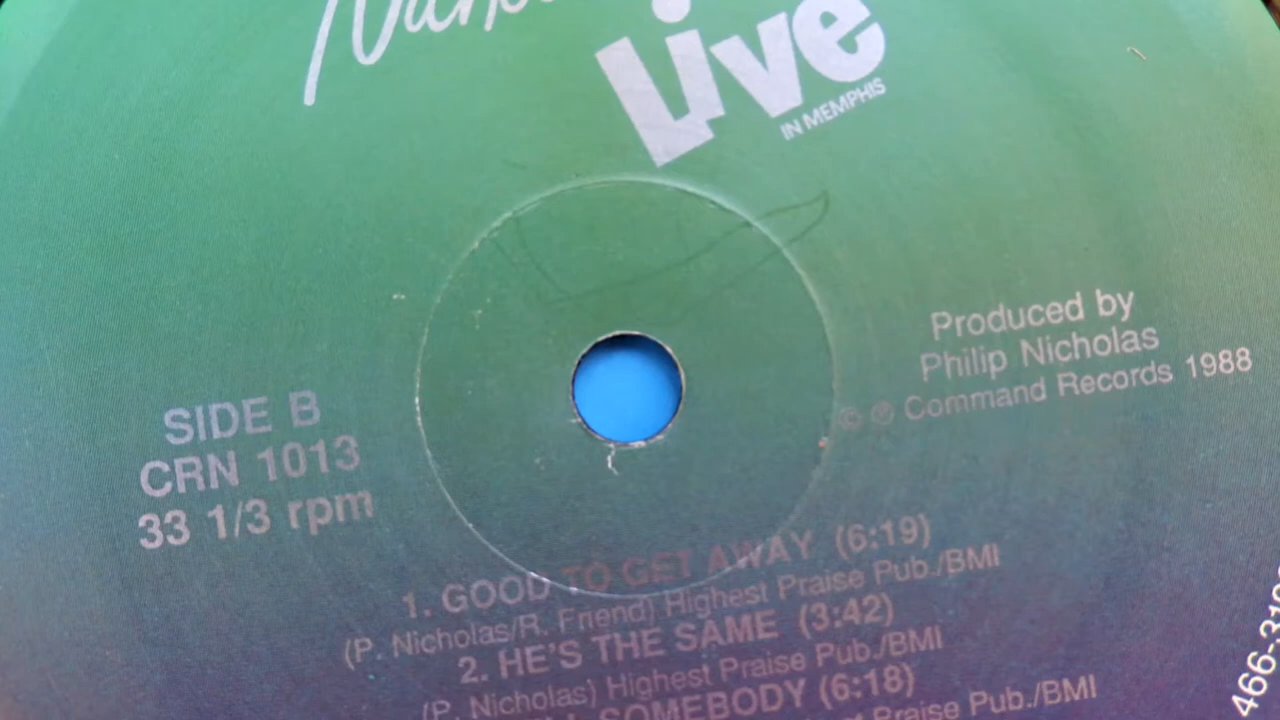 Live
IN MEMPHIS
Produced by
Philip Nicholas
© ℗ Command Records 1988
SIDE B
CRN 1013
33 1/3 rpm
1. GOOD TO GET AWAY (6:19)
(P. Nicholas/R. Friend) Highest Praise Pub./BMI
2. HE'S THE SAME (3:42)
(P. Nicholas) Highest Praise Pub./BMI
SOMEBODY (6:18)
Praise Pub./BMI